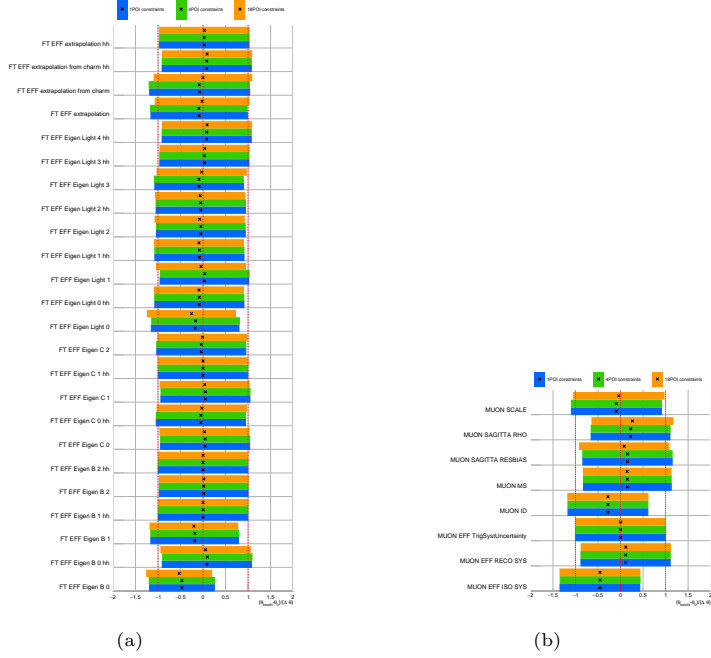 1POI constraints 4POI constraints 16POI constraints
FT EFF extrapolation hh
FT EFF extrapolation from charm hh
FT EFF extrapolation from charm
FT EFF extrapolation
FT EFF Eigen Light 4 hh
FT EFF Eigen Light 3 hh
FT EFF Eigen Light 3
FT EFF Eigen Light 2 hh
FT EFF Eigen Light 2
FT EFF Eigen Light 1 hh
FT EFF Eigen Light 1
FT EFF Eigen Light 0 hh
FT EFF Eigen Light 0
FT EFF Eigen C 2
FT EFF Eigen C 1 hh
FT EFF Eigen C 1
FT EFF Eigen C 0 hh
FT EFF Eigen C 0
FT EFF Eigen B 2 hh
FT EFF Eigen B 2
FT EFF Eigen B 1 hh
FT EFF Eigen B 1
FT EFF Eigen B 0 hh
FT EFF Eigen B 0
−2 −1.5 −1 −0.5 0 0.5 1 1.5 2
(a)
1POI constraints 4POI constraints 16POI constraints
MUON SCALE
MUON SAGITTA RHO
MUON SAGITTA RESBIAS
MUON MS
MUON ID
MUON EFF TrigSystUncertainty
MUON EFF RECO SYS
MUON EFF ISO SYS
−2 −1.5 −1 −0.5 0 0.5 1 1.5 2
(b)